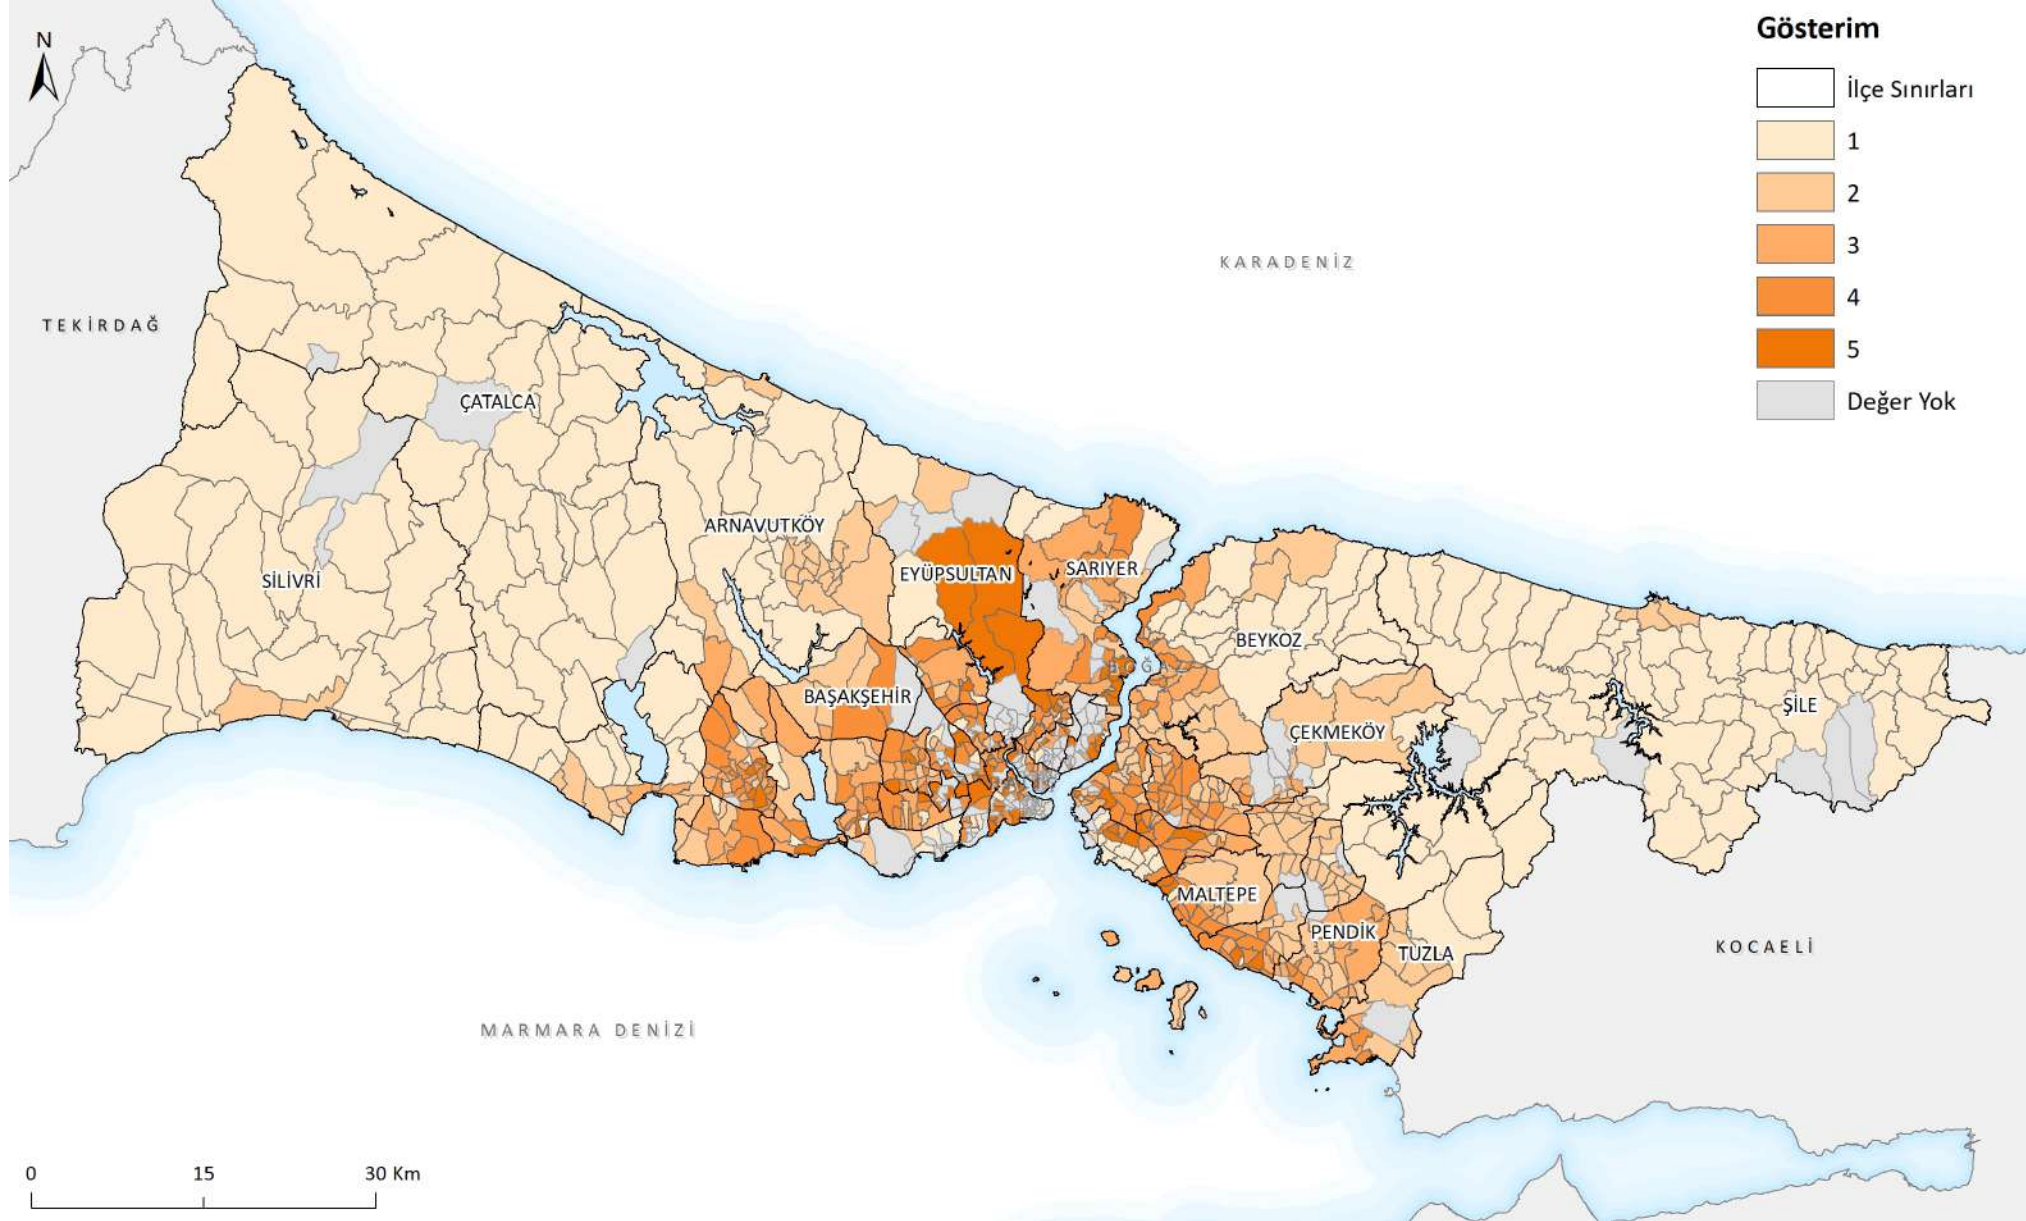 Gösterim
İlçe Sınırları
1
2
3
4
5
Değer Yok
N
KARADENİZ
TEKİRDAĞ
ÇATALCA
ARNAVUTKÖY
SİLİVRİ
EYÜPSULTAN
SARIYER
BEYKOZ
BOĞAZ
BAŞAKŞEHİR
ÇEKMEKÖY
ŞİLE
MALTEPE
PENDİK
TUZLA
KOCAELİ
MARMARA DENİZİ
0 15 30 Km